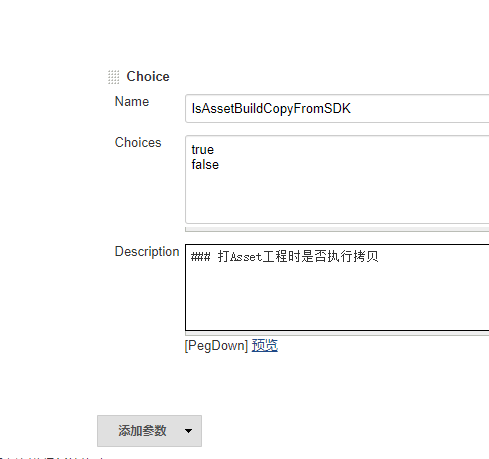 Choice
Name
IsAssetBuildCopyFromSDK
Choices
true
false
Description
### 打Asset工程时是否执行拷贝
[PegDown] 预览
添加参数